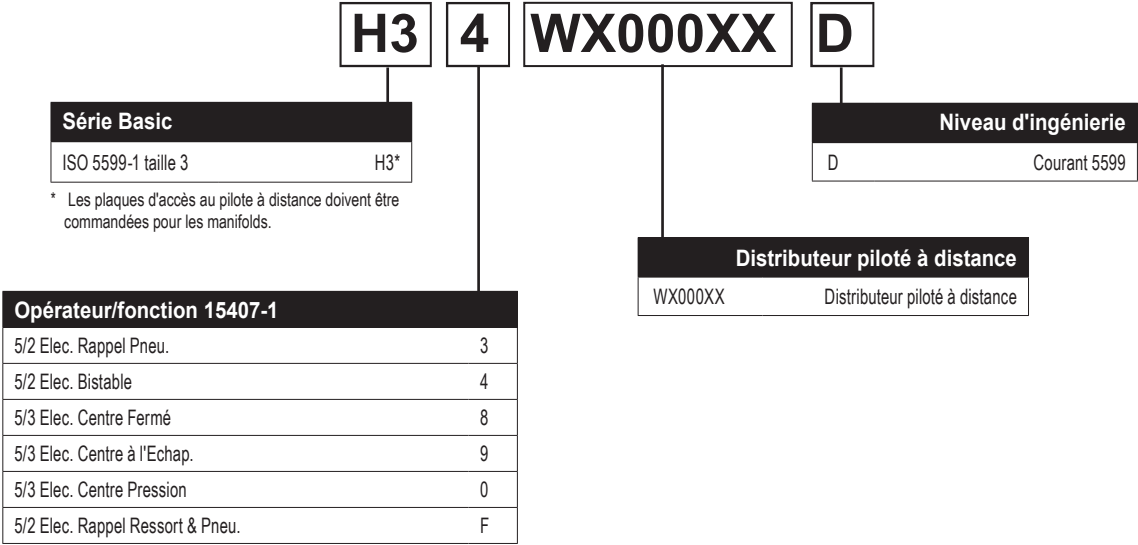 H3 4 WX000XX D
Série Basic
ISO 5599-1 taille 3 H3*
* Les plaques d'accès au pilote à distance doivent être
commandées pour les manifolds.
Niveau d'ingénierie
D Courant 5599
Distributeur piloté à distance
WX000XX Distributeur piloté à distance
Opérateur/fonction 15407-1
5/2 Elec. Rappel Pneu. 3
5/2 Elec. Bistable 4
5/3 Elec. Centre Fermé 8
5/3 Elec. Centre à l'Echap. 9
5/3 Elec. Centre Pression 0
5/2 Elec. Rappel Ressort & Pneu. F